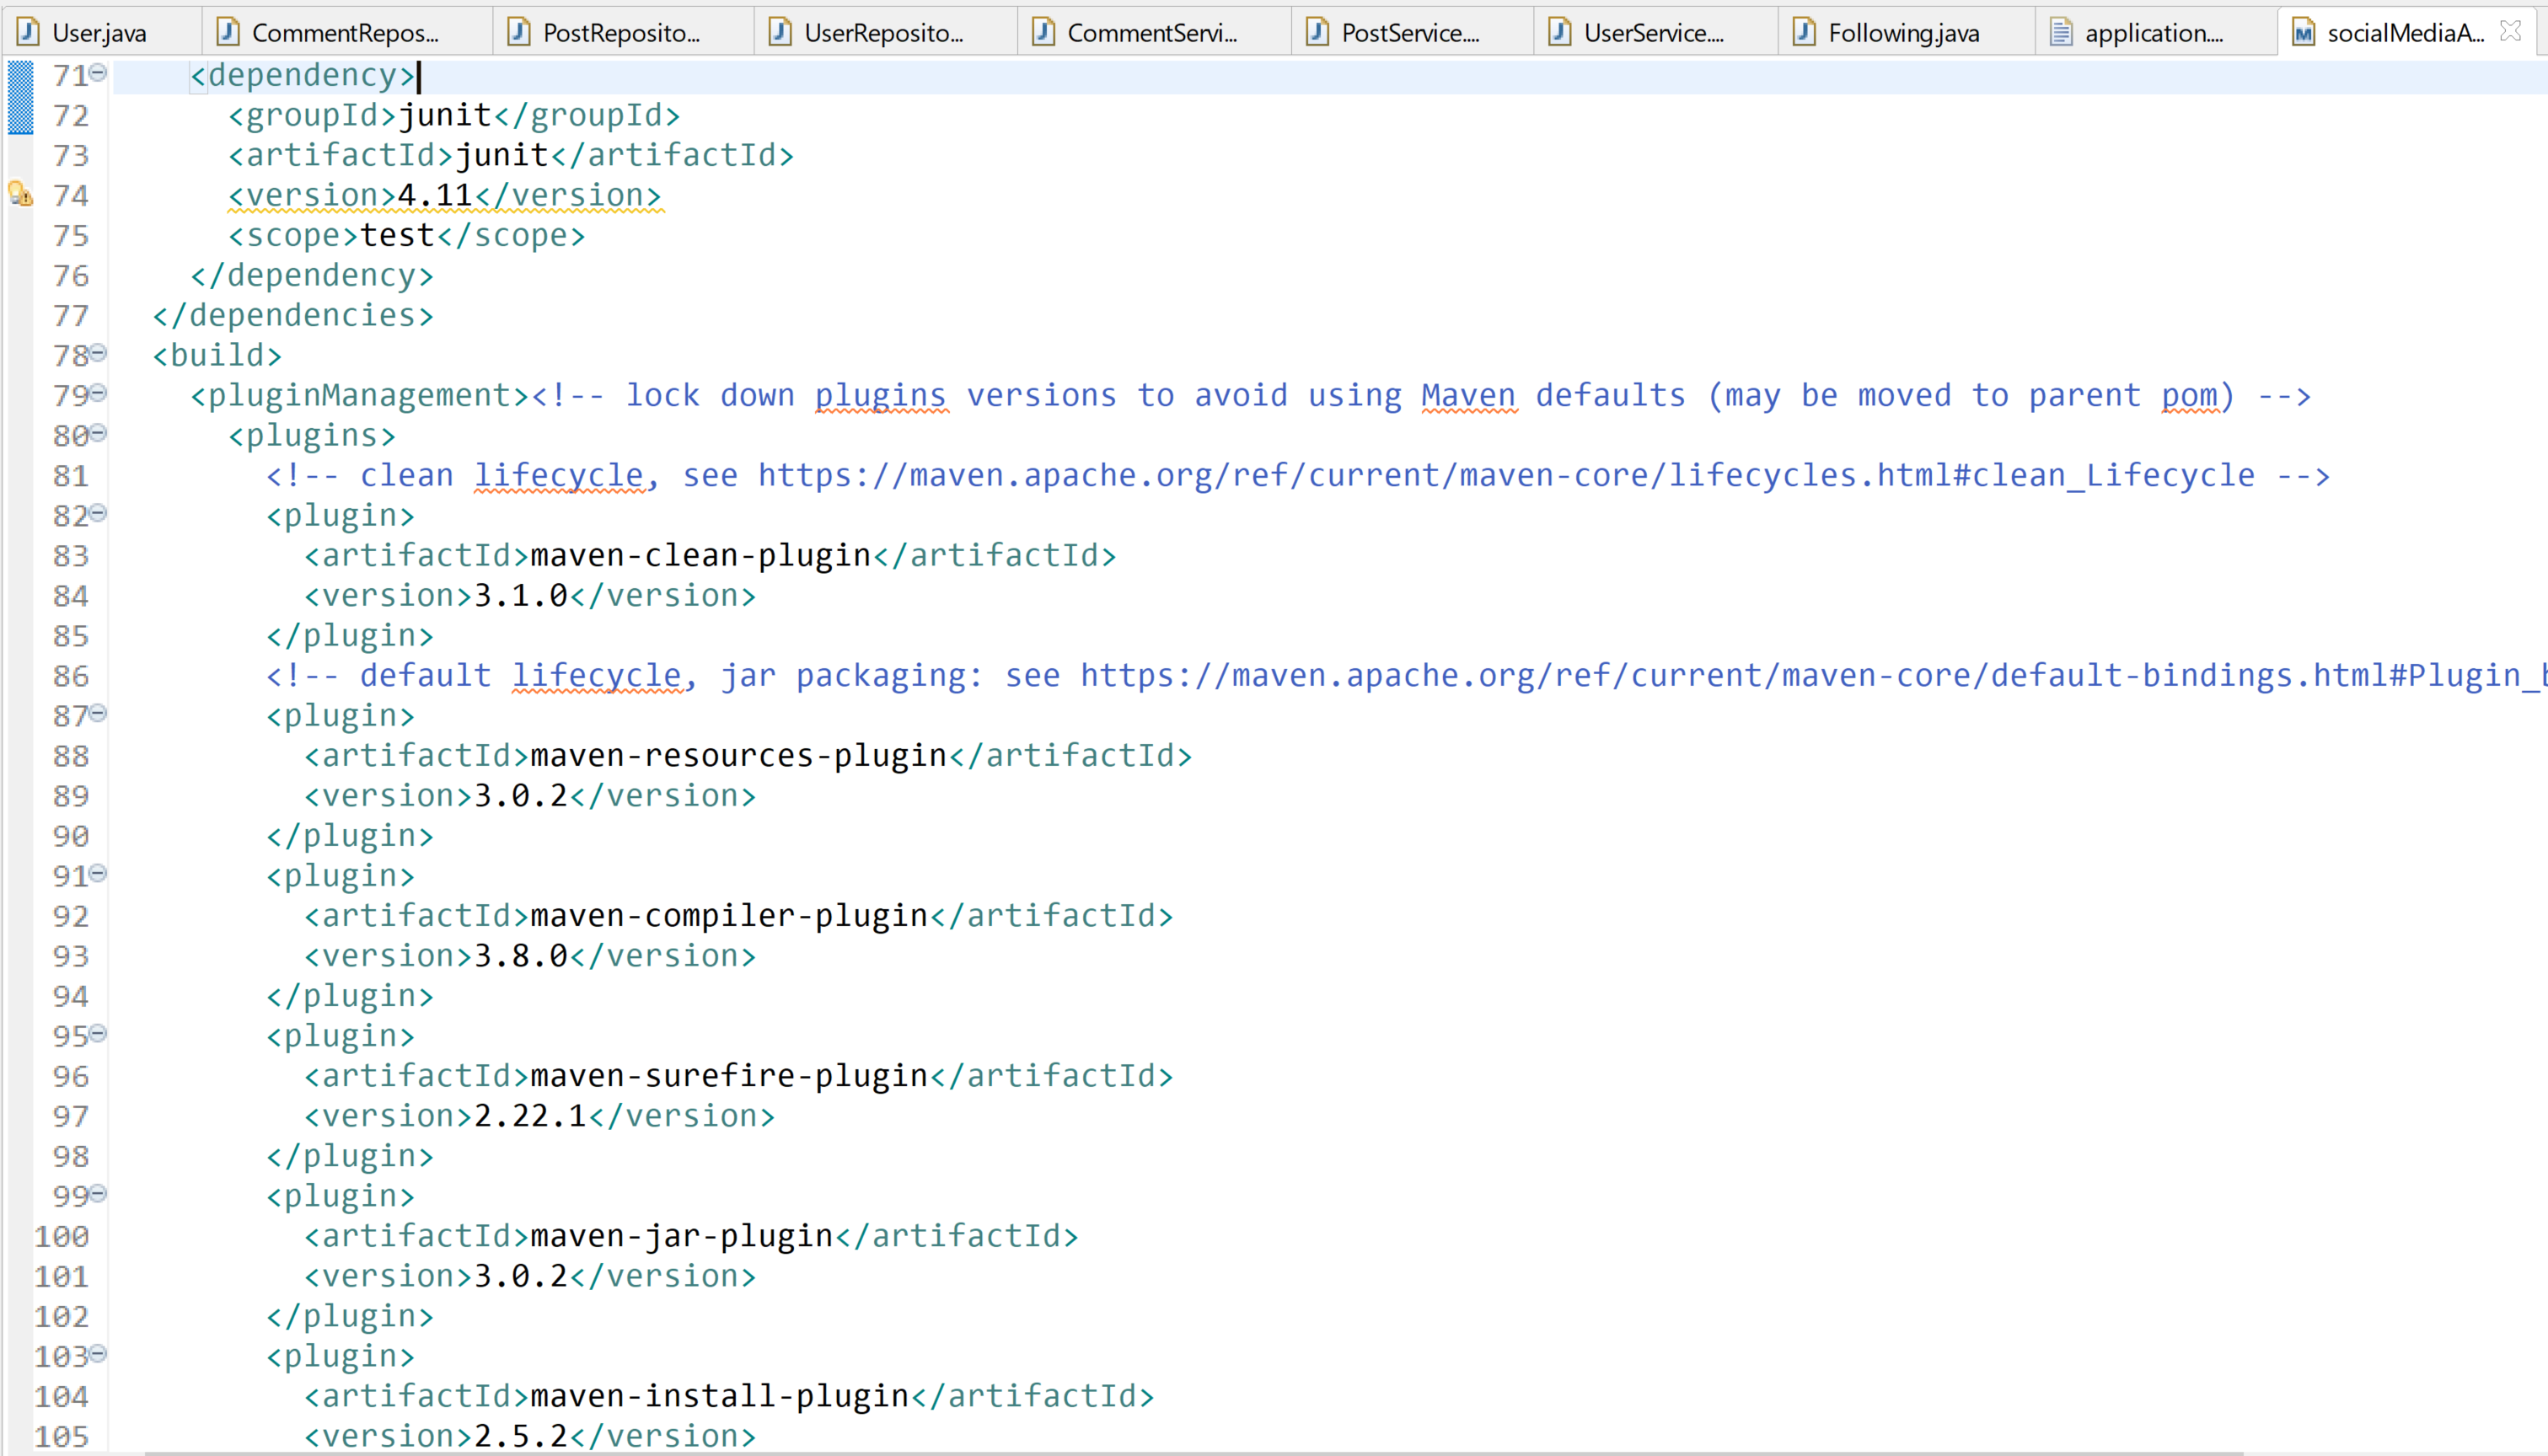 User.java CommentRepos... PostReposito... UserReposito... CommentServi... PostService.... UserService.... Following.java application.... socialMediaA...
71 <dependency>
72 <groupId>junit</groupId>
73 <artifactId>junit</artifactId>
74 <version>4.11</version>
75 <scope>test</scope>
76 </dependency>
77 </dependencies>
78 <build>
79 <pluginManagement><!-- lock down plugins versions to avoid using Maven defaults (may be moved to parent pom) -->
80 <plugins>
81 <!-- clean lifecycle, see https://maven.apache.org/ref/current/maven-core/lifecycles.html#clean_Lifecycle -->
82 <plugin>
83 <artifactId>maven-clean-plugin</artifactId>
84 <version>3.1.0</version>
85 </plugin>
86 <!-- default lifecycle, jar packaging: see https://maven.apache.org/ref/current/maven-core/default-bindings.html#Plugin_b
87 <plugin>
88 <artifactId>maven-resources-plugin</artifactId>
89 <version>3.0.2</version>
90 </plugin>
91 <plugin>
92 <artifactId>maven-compiler-plugin</artifactId>
93 <version>3.8.0</version>
94 </plugin>
95 <plugin>
96 <artifactId>maven-surefire-plugin</artifactId>
97 <version>2.22.1</version>
98 </plugin>
99 <plugin>
100 <artifactId>maven-jar-plugin</artifactId>
101 <version>3.0.2</version>
102 </plugin>
103 <plugin>
104 <artifactId>maven-install-plugin</artifactId>
105 <version>2.5.2</version>